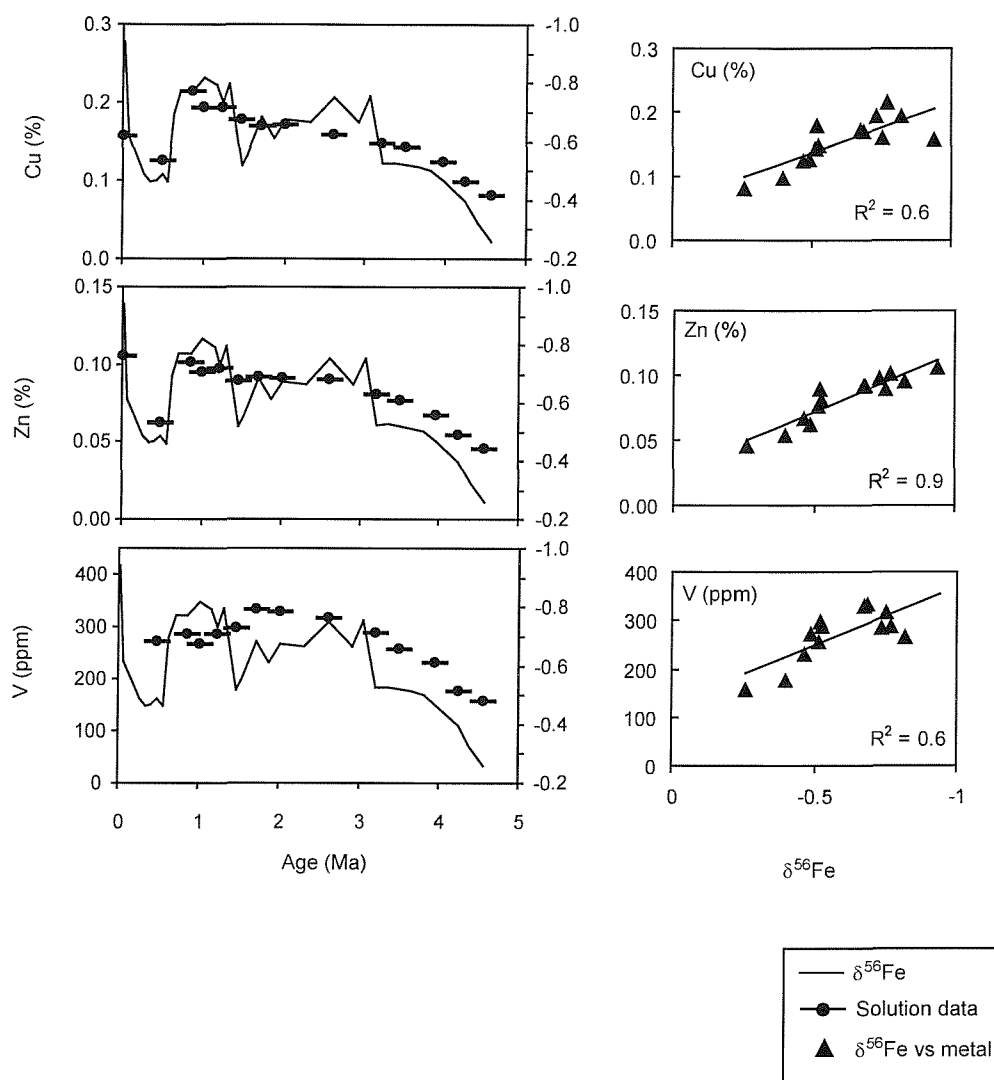 0.3
0.2
0.1
0.0
Cu (%)
-1.0
-0.8
-0.6
-0.4
-0.2
0.3
0.2
0.1
0.0
Cu (%)
R² = 0.6
0.15
0.10
0.05
0.00
Zn (%)
-1.0
-0.8
-0.6
-0.4
-0.2
0.15
0.10
0.05
0.00
Zn (%)
R² = 0.9
400
300
200
100
0
V (ppm)
-1.0
-0.8
-0.6
-0.4
-0.2
0 1 2 3 4 5
Age (Ma)
400
300
200
100
0
V (ppm)
R² = 0.6
0 -0.5 -1
δ⁵⁶Fe
δ⁵⁶Fe
Solution data
δ⁵⁶Fe vs metal